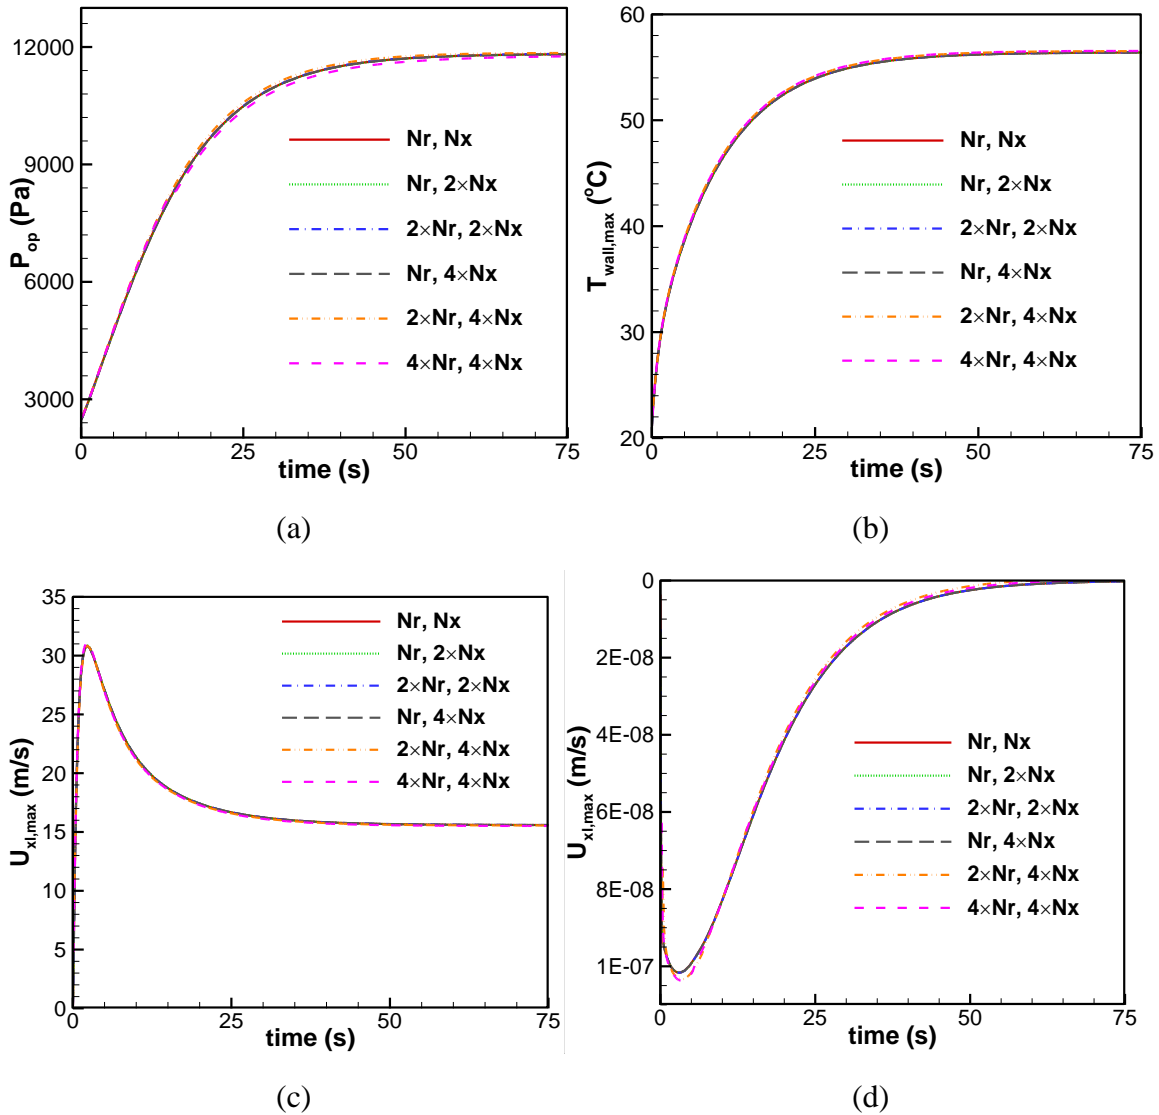 12000
9000
6000
3000
P_op (Pa)
Nr, Nx
Nr, 2×Nx
2×Nr, 2×Nx
Nr, 4×Nx
2×Nr, 4×Nx
4×Nr, 4×Nx
0 25 50 75
time (s)
(a)
60
50
40
30
20
T_wall,max (°C)
Nr, Nx
Nr, 2×Nx
2×Nr, 2×Nx
Nr, 4×Nx
2×Nr, 4×Nx
4×Nr, 4×Nx
0 25 50 75
time (s)
(b)
35
30
25
20
15
10
5
0
U_xl,max (m/s)
Nr, Nx
Nr, 2×Nx
2×Nr, 2×Nx
Nr, 4×Nx
2×Nr, 4×Nx
4×Nr, 4×Nx
0 25 50 75
time (s)
(c)
0
2E-08
4E-08
6E-08
8E-08
1E-07
U_xl,max (m/s)
Nr, Nx
Nr, 2×Nx
2×Nr, 2×Nx
Nr, 4×Nx
2×Nr, 4×Nx
4×Nr, 4×Nx
0 25 50 75
time (s)
(d)